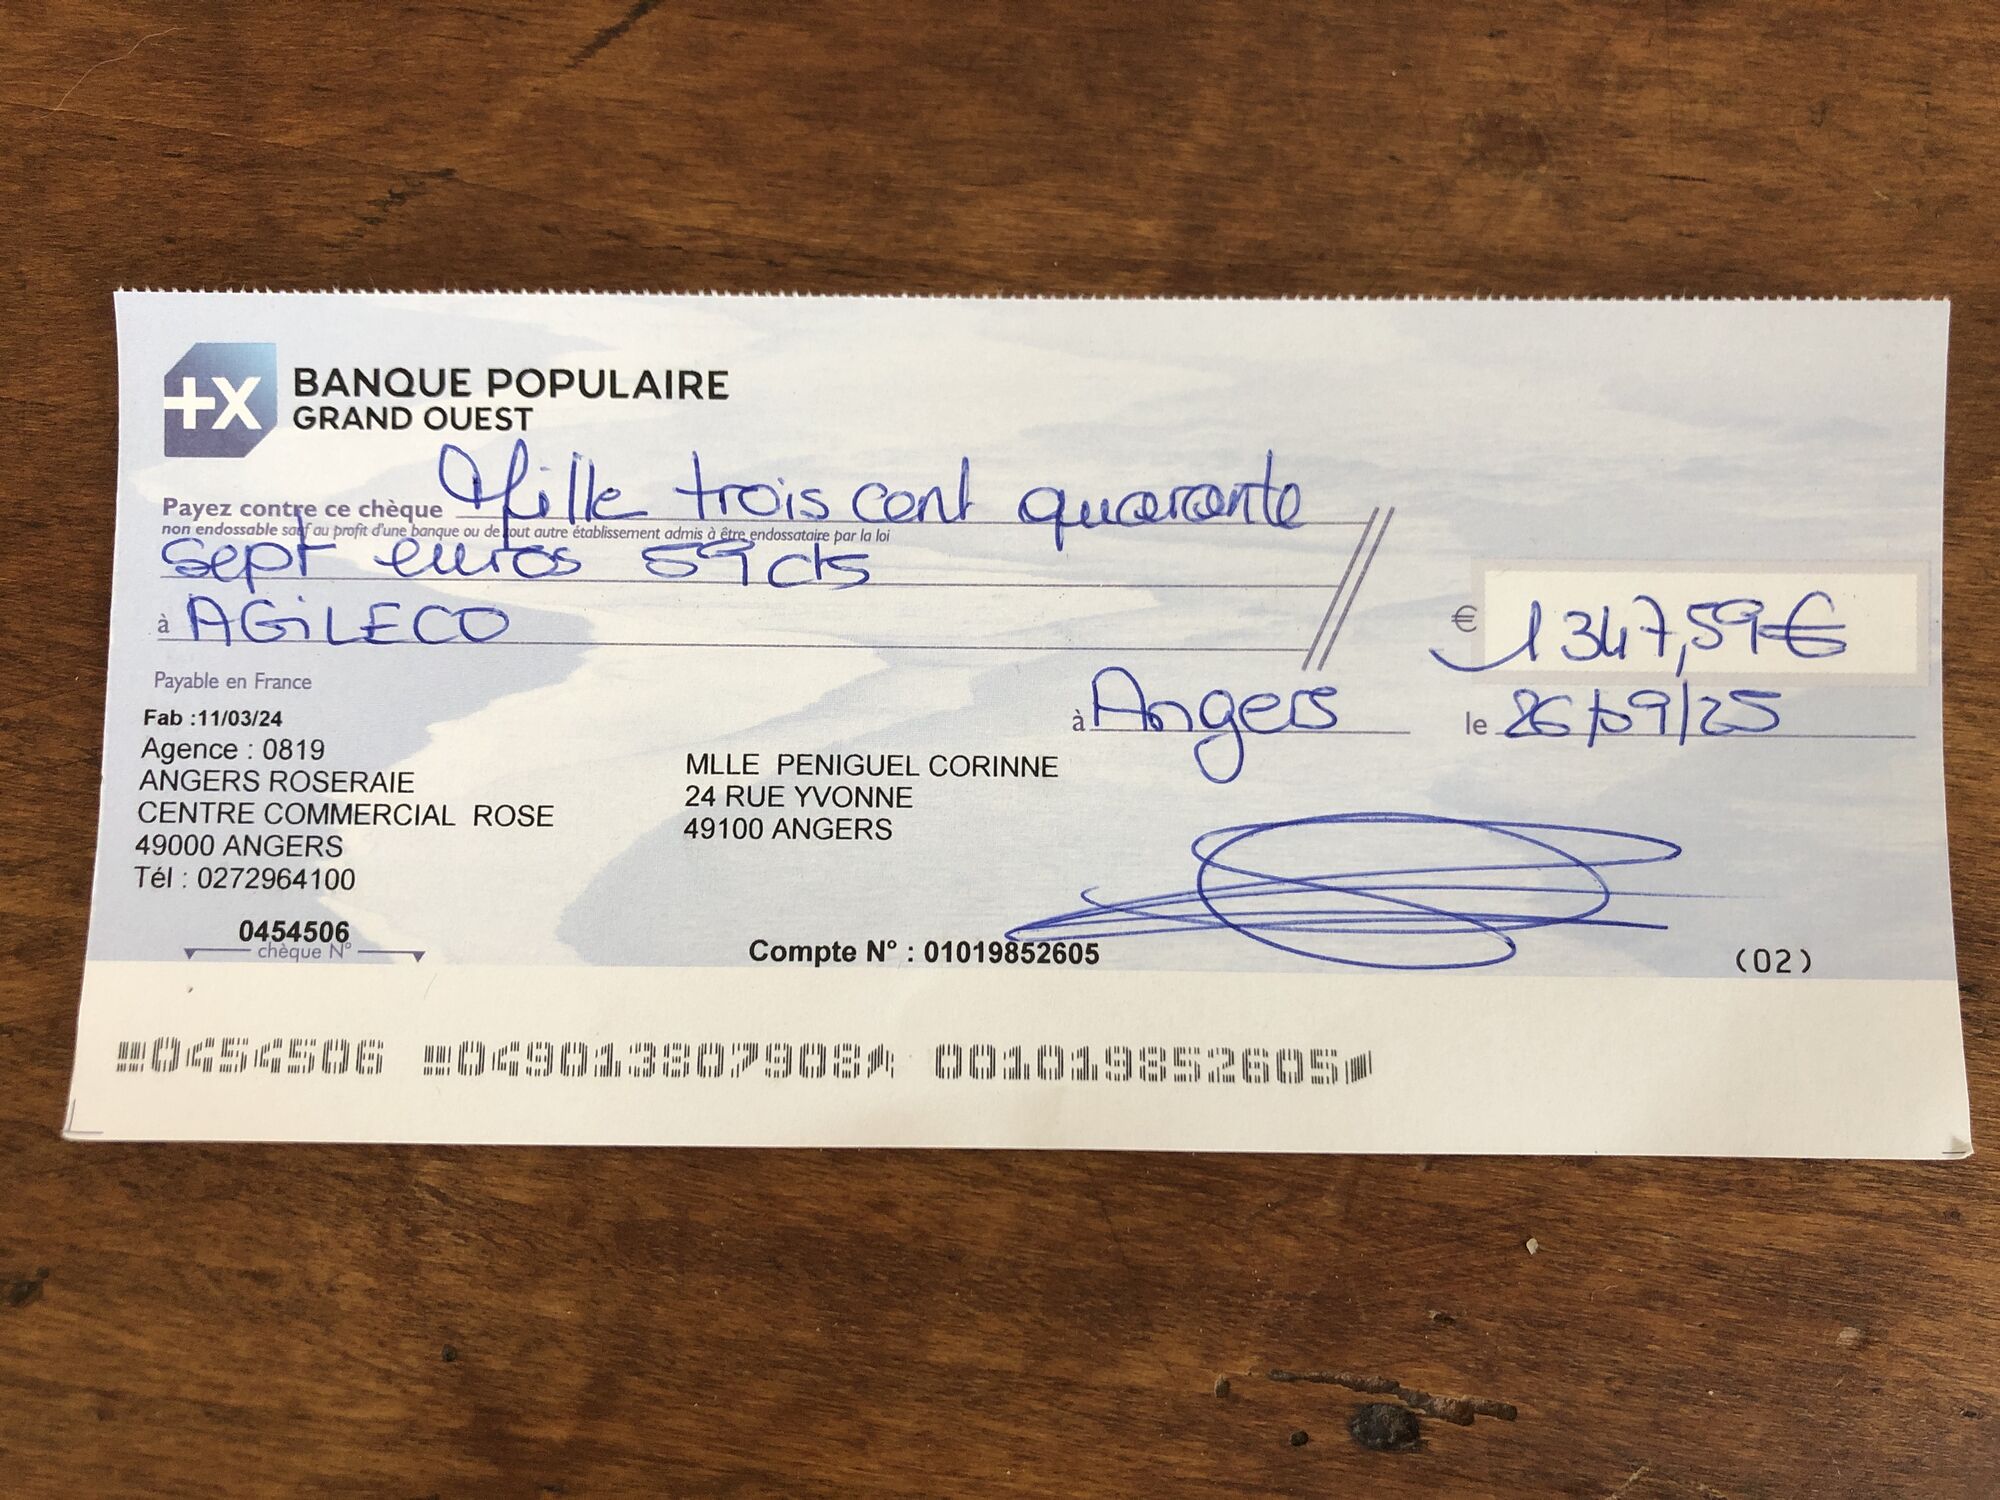 +X BANQUE POPULAIRE
GRAND OUEST
Payez contre ce chèque Mille trois cent quarante
non endossable sauf au profit d'une banque ou de tout autre établissement admis à être endossataire par la loi
sept euros 59 cts
à AGiLECO
€ 1347,59€
Payable en France
à Angers le 26/09/25
Fab :11/03/24
Agence : 0819
ANGERS ROSERAIE
CENTRE COMMERCIAL ROSE
49000 ANGERS
Tél : 0272964100
MLLE PENIGUEL CORINNE
24 RUE YVONNE
49100 ANGERS
0454506
chèque N°
Compte N° : 01019852605
(02)
0454506 049013807908 001019852605